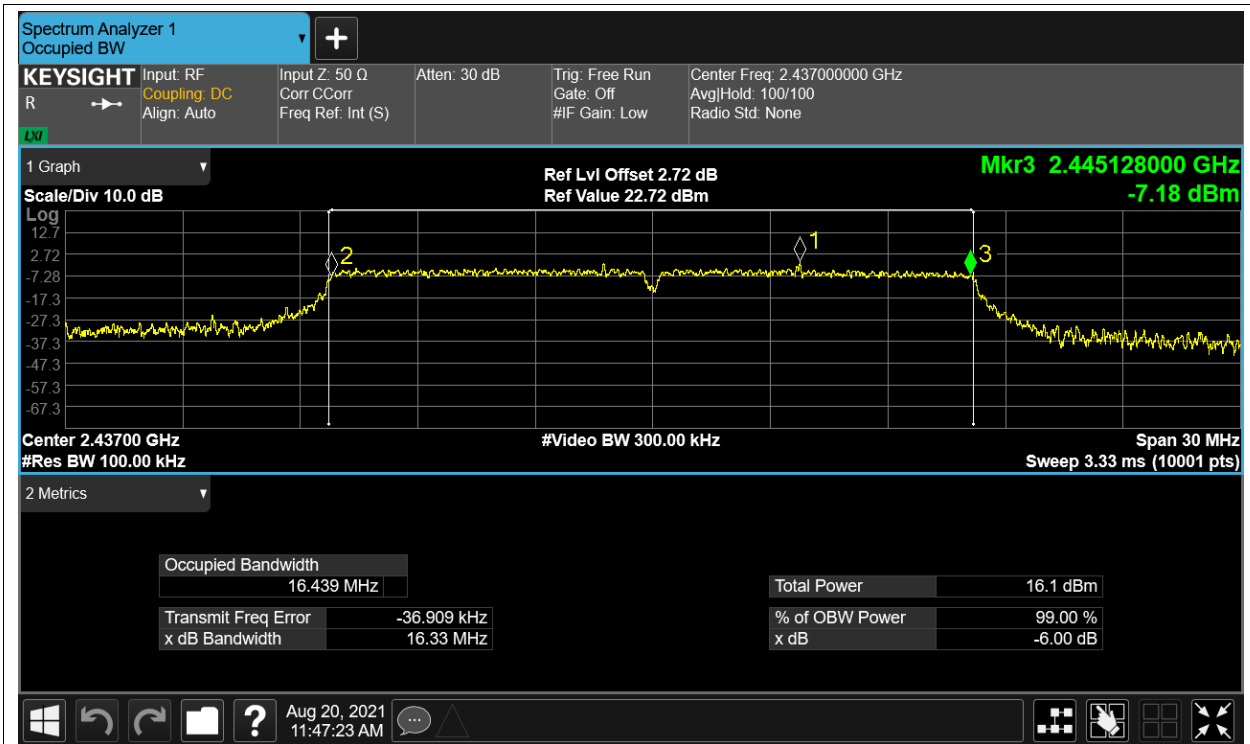 Spectrum Analyzer 1
Occupied BW
KEYSIGHT
R
LXI
Input: RF
Coupling: DC
Align: Auto
Input Z: 50 Ω
Corr CCorr
Freq Ref: Int (S)
Atten: 30 dB
Trig: Free Run
Gate: Off
#IF Gain: Low
Center Freq: 2.437000000 GHz
Avg|Hold: 100/100
Radio Std: None
1 Graph
Scale/Div 10.0 dB
Ref Lvl Offset 2.72 dB
Ref Value 22.72 dBm
Mkr3 2.445128000 GHz
-7.18 dBm
Log
12.7
2.72
-7.28
-17.3
-27.3
-37.3
-47.3
-57.3
-67.3
2
1
3
Center 2.43700 GHz
#Res BW 100.00 kHz
#Video BW 300.00 kHz
Span 30 MHz
Sweep 3.33 ms (10001 pts)
2 Metrics
Occupied Bandwidth
16.439 MHz
Transmit Freq Error -36.909 kHz
x dB Bandwidth 16.33 MHz
Total Power 16.1 dBm
% of OBW Power 99.00 %
x dB -6.00 dB
?
Aug 20, 2021
11:47:23 AM